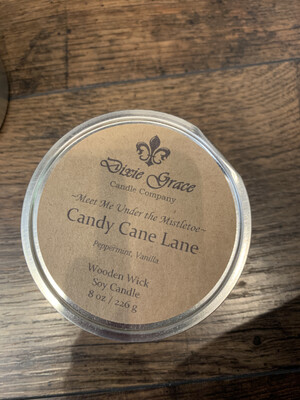 Dixie Grace
Candle Company
~Meet Me Under the Mistletoe~
Candy Cane Lane
Peppermint, Vanilla
Wooden Wick
Soy Candle
8 oz / 226 g